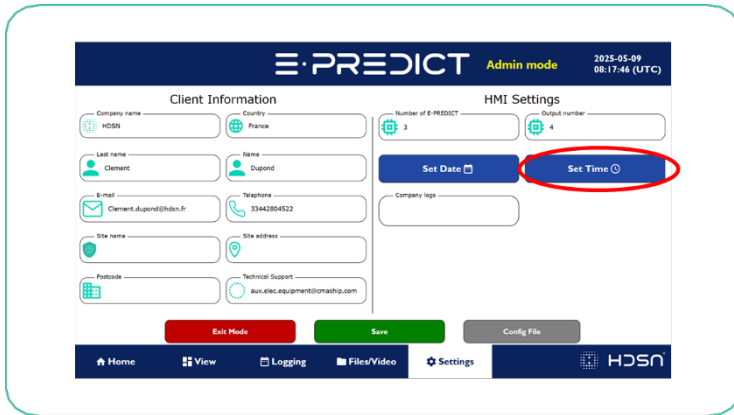 E·PREDICT
Admin mode
2025-05-09
08:17:46 (UTC)
Client Information
HMI Settings
Company name
HDSN
Country
France
Number of E-PREDICT
3
Output number
4
Last name
Clement
Name
Dupond
Set Date
Set Time
E-mail
Clement.dupond@hdsn.fr
Telephone
33442804522
Company logo
Site name
Site address
Postcode
Technical Support
aux.elec.equipment@cmaship.com
Exit Mode
Save
Config File
Home
View
Logging
Files/Video
Settings
HDSN